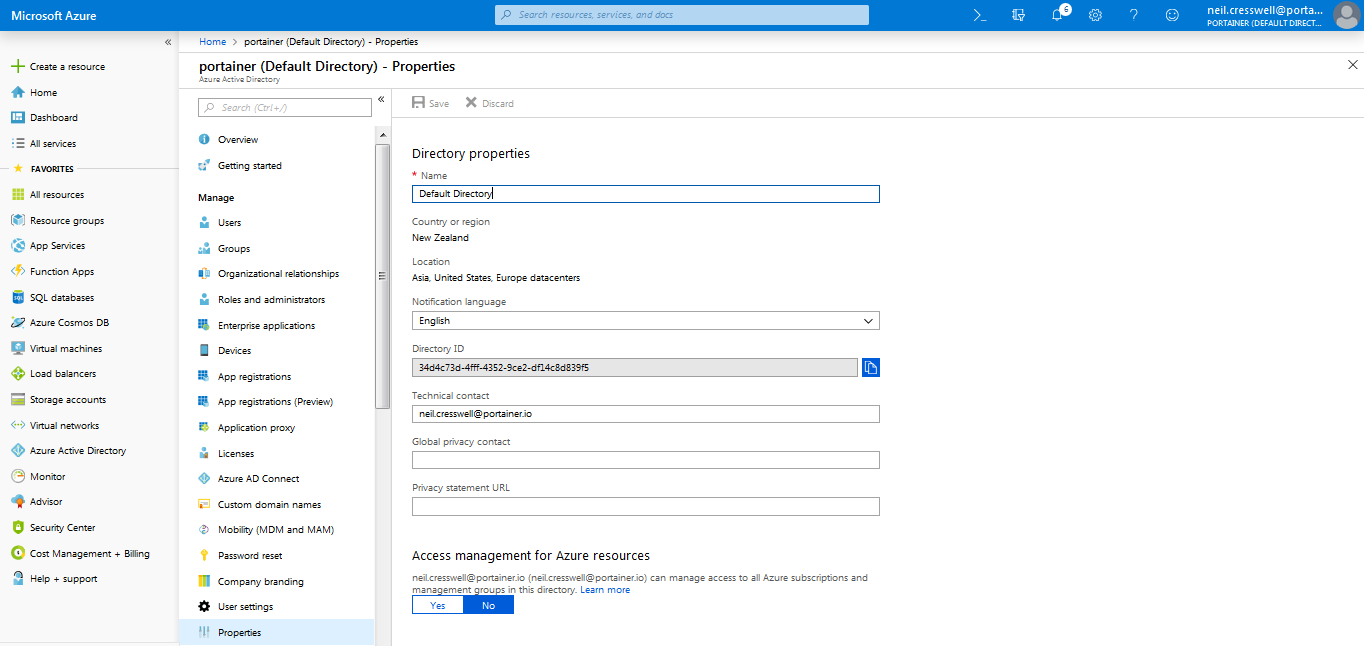 Microsoft Azure
Search resources, services, and docs
6
neil.cresswell@porta...
PORTAINER (DEFAULT DIRECT...
Create a resource
Home
Dashboard
All services
FAVORITES
All resources
Resource groups
App Services
Function Apps
SQL databases
Azure Cosmos DB
Virtual machines
Load balancers
Storage accounts
Virtual networks
Azure Active Directory
Monitor
Advisor
Security Center
Cost Management + Billing
Help + support
Home > portainer (Default Directory) - Properties
portainer (Default Directory) - Properties
Azure Active Directory
Search (Ctrl+/)
Overview
Getting started
Manage
Users
Groups
Organizational relationships
Roles and administrators
Enterprise applications
Devices
App registrations
App registrations (Preview)
Application proxy
Licenses
Azure AD Connect
Custom domain names
Mobility (MDM and MAM)
Password reset
Company branding
User settings
Properties
Save Discard
Directory properties
* Name
Default Directory
Country or region
New Zealand
Location
Asia, United States, Europe datacenters
Notification language
English
Directory ID
34d4c73d-4fff-4352-9ce2-df14c8d839f5
Technical contact
neil.cresswell@portainer.io
Global privacy contact
Privacy statement URL
Access management for Azure resources
neil.cresswell@portainer.io (neil.cresswell@portainer.io) can manage access to all Azure subscriptions and
management groups in this directory. Learn more
Yes No